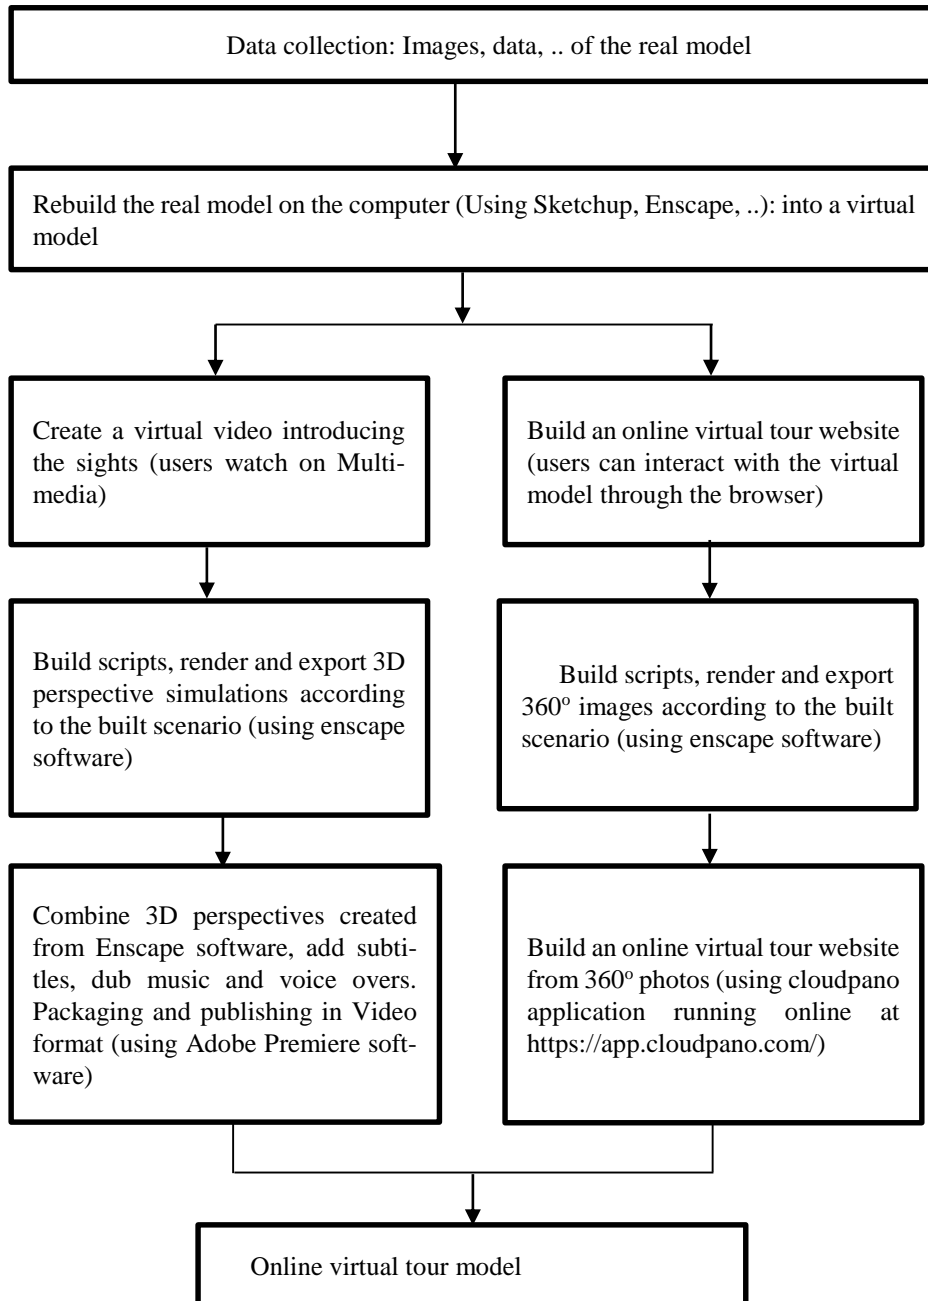 Data collection: Images, data, .. of the real model
Rebuild the real model on the computer (Using Sketchup, Enscape, ..): into a virtual
model
Create a virtual video introducing
the sights (users watch on Multi-
media)
Build an online virtual tour website
(users can interact with the virtual
model through the browser)
Build scripts, render and export 3D
perspective simulations according
to the built scenario (using enscape
software)
Build scripts, render and export
360º images according to the built
scenario (using enscape software)
Combine 3D perspectives created
from Enscape software, add subti-
tles, dub music and voice overs.
Packaging and publishing in Video
format (using Adobe Premiere soft-
ware)
Build an online virtual tour website
from 360º photos (using cloudpano
application running online at
https://app.cloudpano.com/)
Online virtual tour model